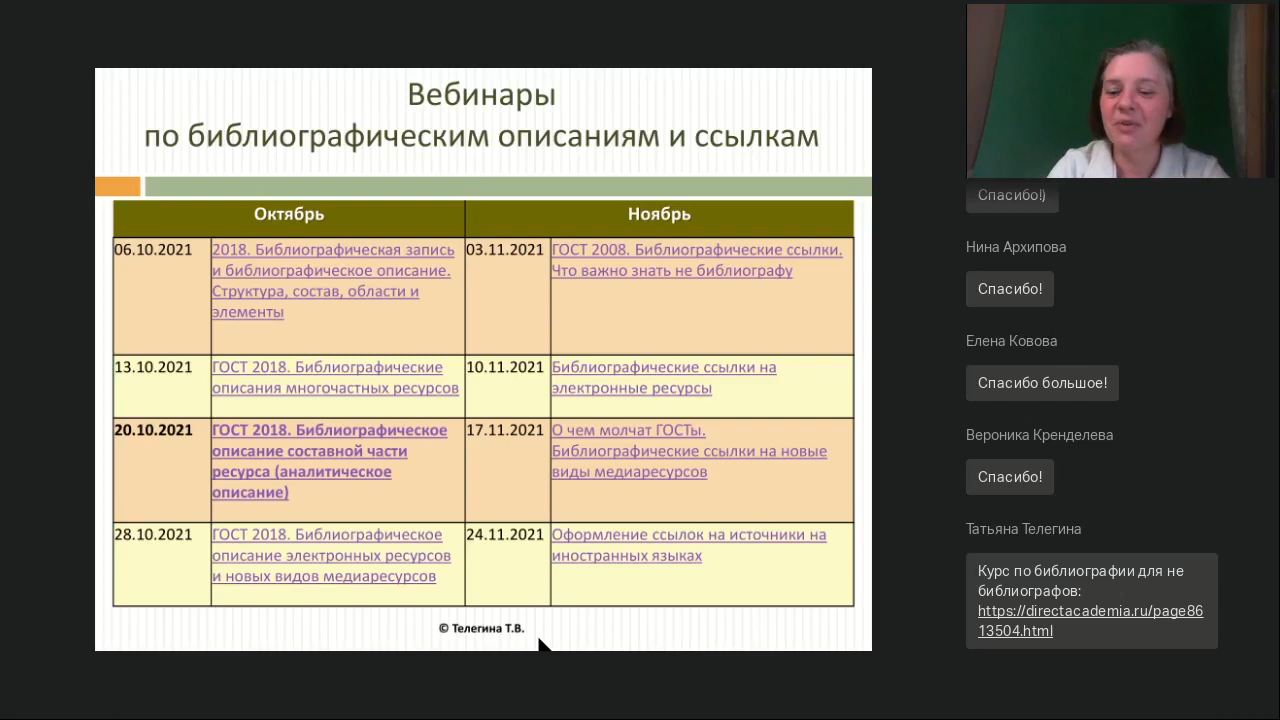 Вебинары
по библиографическим описаниям и ссылкам
Октябрь
Ноябрь
06.10.2021
2018. Библиографическая запись
и библиографическое описание.
Структура, состав, области и
элементы
03.11.2021
ГОСТ 2008. Библиографические ссылки.
Что важно знать не библиографу
13.10.2021
ГОСТ 2018. Библиографические
описания многочастных ресурсов
10.11.2021
Библиографические ссылки на
электронные ресурсы
20.10.2021
ГОСТ 2018. Библиографическое
описание составной части
ресурса (аналитическое
описание)
17.11.2021
О чем молчат ГОСТы.
Библиографические ссылки на новые
виды медиаресурсов
28.10.2021
ГОСТ 2018. Библиографическое
описание электронных ресурсов
и новых видов медиаресурсов
24.11.2021
Оформление ссылок на источники на
иностранных языках
© Телегина Т.В.
Спасибо!)
Нина Архипова
Спасибо!
Елена Ковова
Спасибо большое!
Вероника Кренделева
Спасибо!
Татьяна Телегина
Курс по библиографии для не
библиографов:
https://directacademia.ru/page86
13504.html